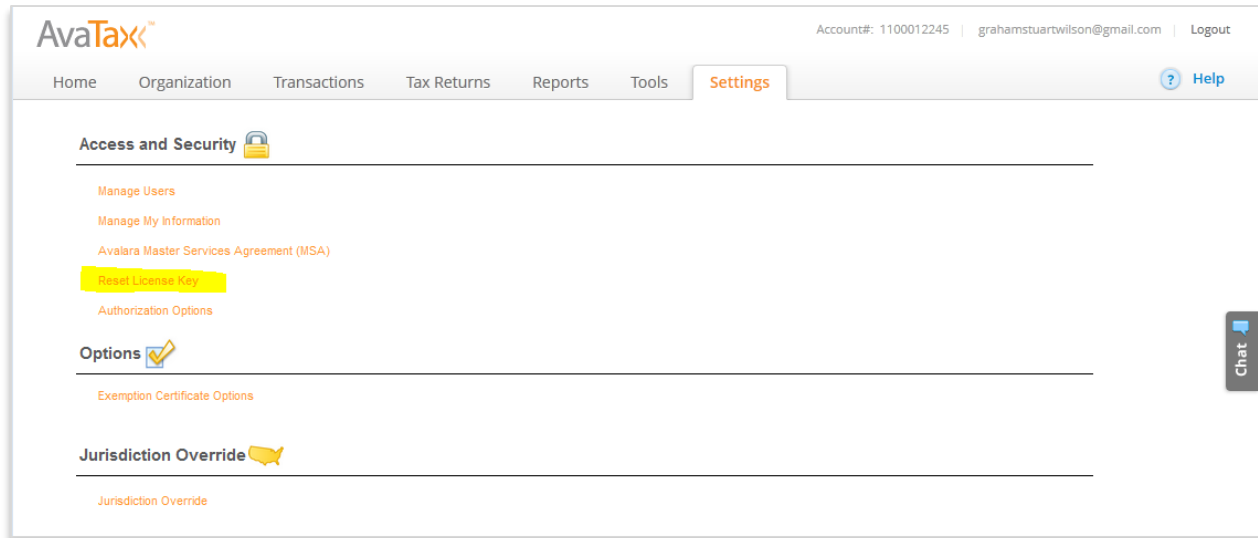 AvaTax™
Account#: 1100012245 | grahamstuartwilson@gmail.com | Logout
Home Organization Transactions Tax Returns Reports Tools Settings ? Help
Access and Security
Manage Users
Manage My Information
Avalara Master Services Agreement (MSA)
Reset License Key
Authorization Options
Options
Exemption Certificate Options
Jurisdiction Override
Jurisdiction Override
Chat